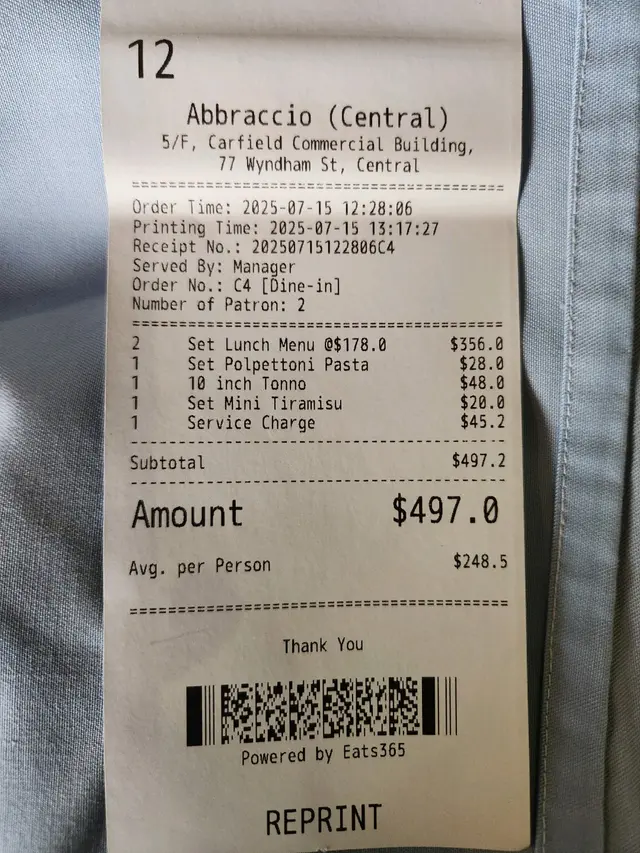 12
Abbraccio (Central)
5/F, Carfield Commercial Building,
77 Wyndham St, Central
========================================
Order Time: 2025-07-15 12:28:06
Printing Time: 2025-07-15 13:17:27
Receipt No.: 20250715122806C4
Served By: Manager
Order No.: C4 [Dine-in]
Number of Patron: 2
========================================
2 Set Lunch Menu @$178.0 $356.0
1 Set Polpettoni Pasta $28.0
1 10 inch Tonno $48.0
1 Set Mini Tiramisu $20.0
1 Service Charge $45.2
----------------------------------------
Subtotal $497.2
----------------------------------------
Amount $497.0
Avg. per Person $248.5
========================================
Thank You
Powered by Eats365
REPRINT